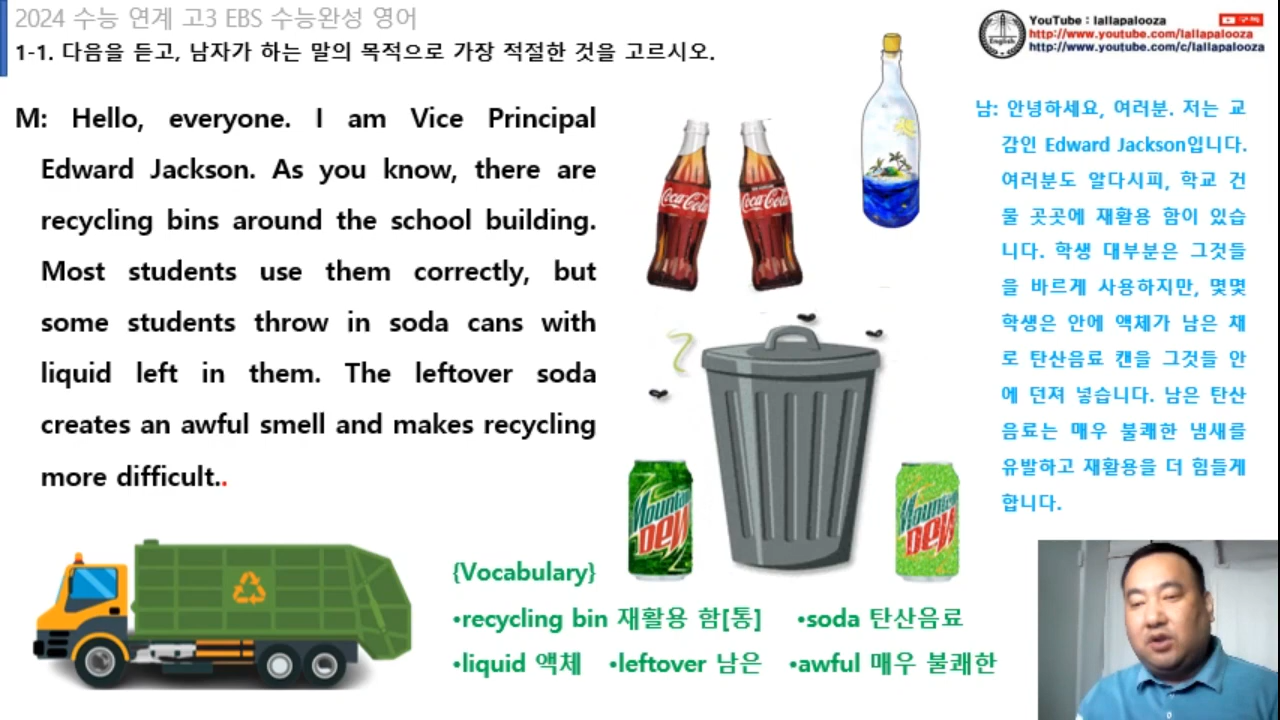 2024 수능 연계 고3 EBS 수능완성 영어
1-1. 다음을 듣고, 남자가 하는 말의 목적으로 가장 적절한 것을 고르시오.
English
YouTube : lallapalooza
구독
http://www.youtube.com/lallapalooza
http://www.youtube.com/c/lallapalooza
M: Hello, everyone. I am Vice Principal
Edward Jackson. As you know, there are
recycling bins around the school building.
Most students use them correctly, but
some students throw in soda cans with
liquid left in them. The leftover soda
creates an awful smell and makes recycling
more difficult..
Coca-Cola
Coca-Cola
남: 안녕하세요, 여러분. 저는 교
감인 Edward Jackson입니다.
여러분도 알다시피, 학교 건
물 곳곳에 재활용 함이 있습
니다. 학생 대부분은 그것들
을 바르게 사용하지만, 몇몇
학생은 안에 액체가 남은 채
로 탄산음료 캔을 그것들 안
에 던져 넣습니다. 남은 탄산
음료는 매우 불쾌한 냄새를
유발하고 재활용을 더 힘들게
합니다.
Mountain
DEW
Mountain
DEW
{Vocabulary}
•recycling bin 재활용 함[통] •soda 탄산음료
•liquid 액체 •leftover 남은 •awful 매우 불쾌한